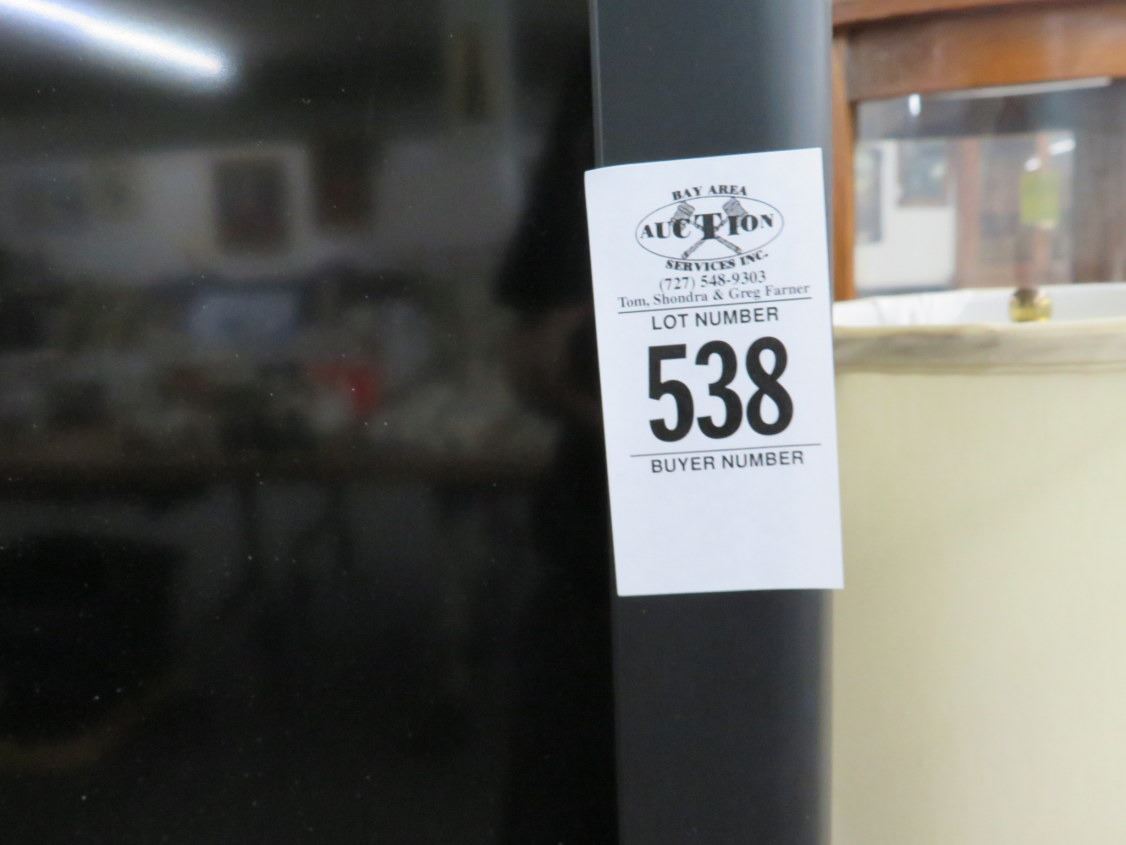 BAY AREA
AUCTION
SERVICES INC.
(727) 548-9303
Tom, Shondra & Greg Farner
LOT NUMBER
538
BUYER NUMBER